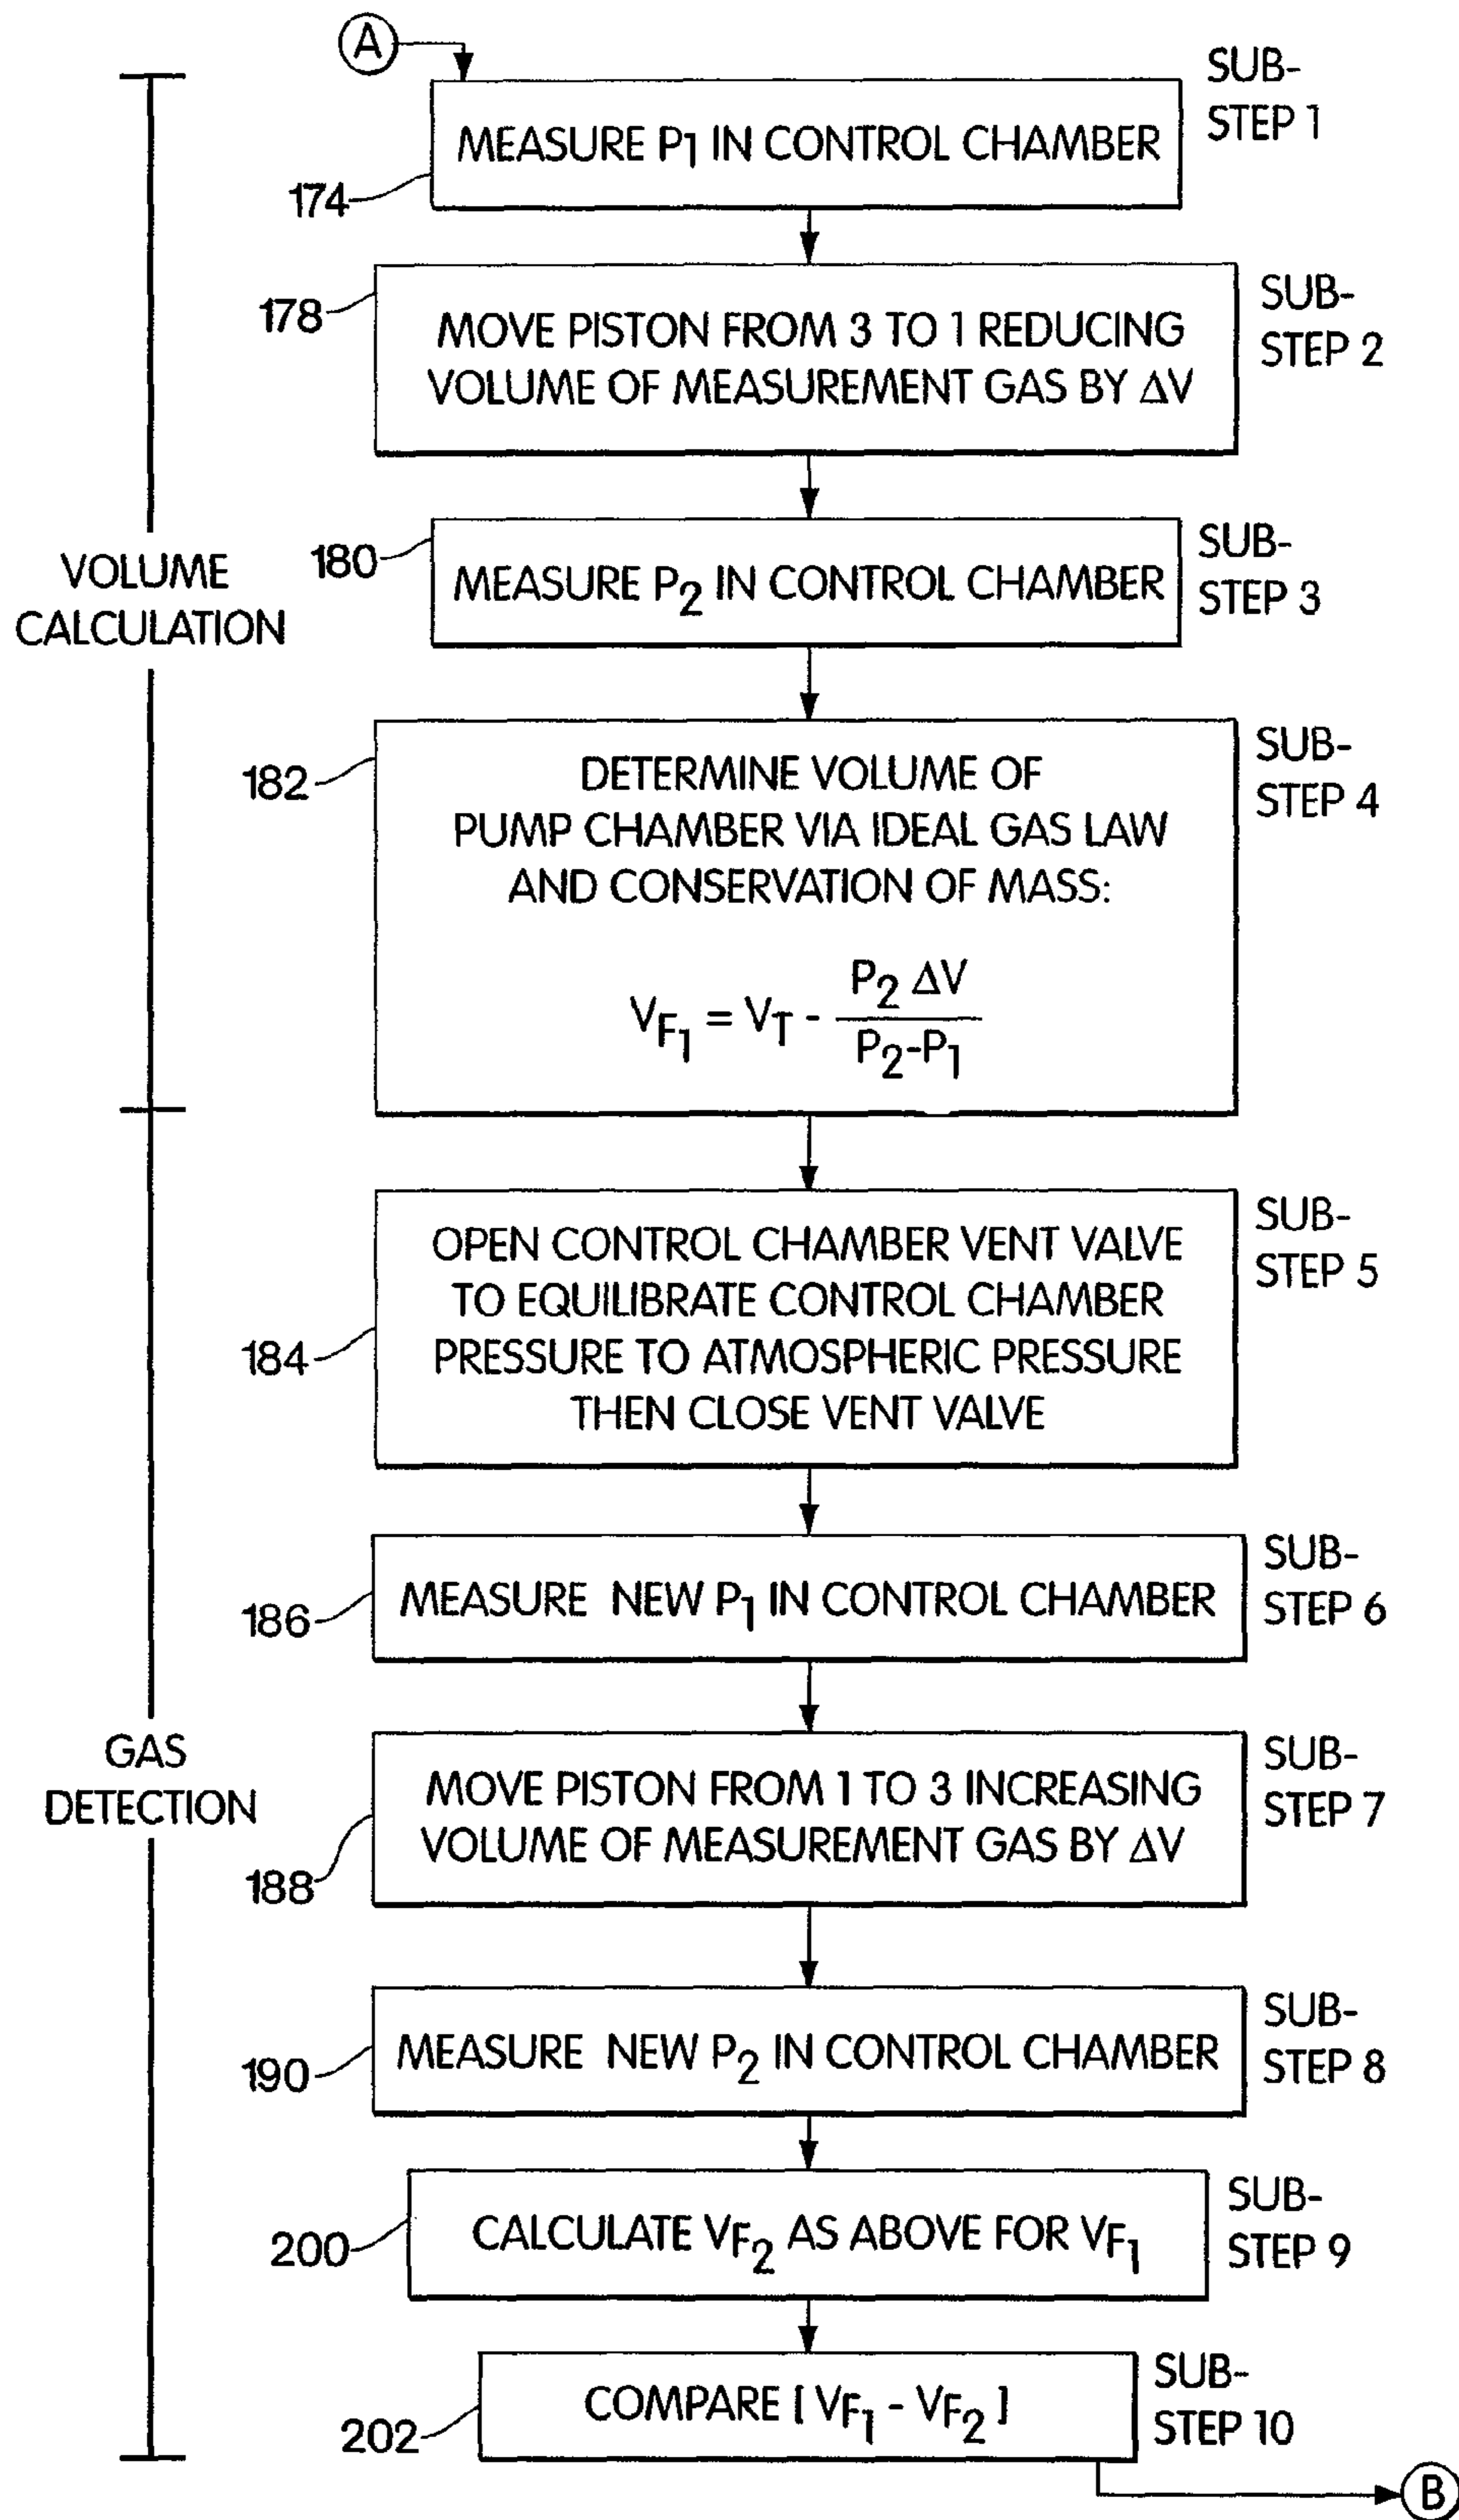 A
SUB-
STEP 1
MEASURE P1 IN CONTROL CHAMBER
174
SUB-
STEP 2
178
MOVE PISTON FROM 3 TO 1 REDUCING
VOLUME OF MEASUREMENT GAS BY ΔV
SUB-
STEP 3
180
MEASURE P2 IN CONTROL CHAMBER
VOLUME
CALCULATION
SUB-
STEP 4
182
DETERMINE VOLUME OF
PUMP CHAMBER VIA IDEAL GAS LAW
AND CONSERVATION OF MASS:
VF1 = VT - P2 ΔV / P2-P1
SUB-
STEP 5
OPEN CONTROL CHAMBER VENT VALVE
TO EQUILIBRATE CONTROL CHAMBER
PRESSURE TO ATMOSPHERIC PRESSURE
THEN CLOSE VENT VALVE
184
SUB-
STEP 6
MEASURE NEW P1 IN CONTROL CHAMBER
186
GAS
DETECTION
SUB-
STEP 7
MOVE PISTON FROM 1 TO 3 INCREASING
VOLUME OF MEASUREMENT GAS BY ΔV
188
SUB-
STEP 8
MEASURE NEW P2 IN CONTROL CHAMBER
190
SUB-
STEP 9
CALCULATE VF2 AS ABOVE FOR VF1
200
SUB-
STEP 10
COMPARE [ VF1 - VF2 ]
202
B